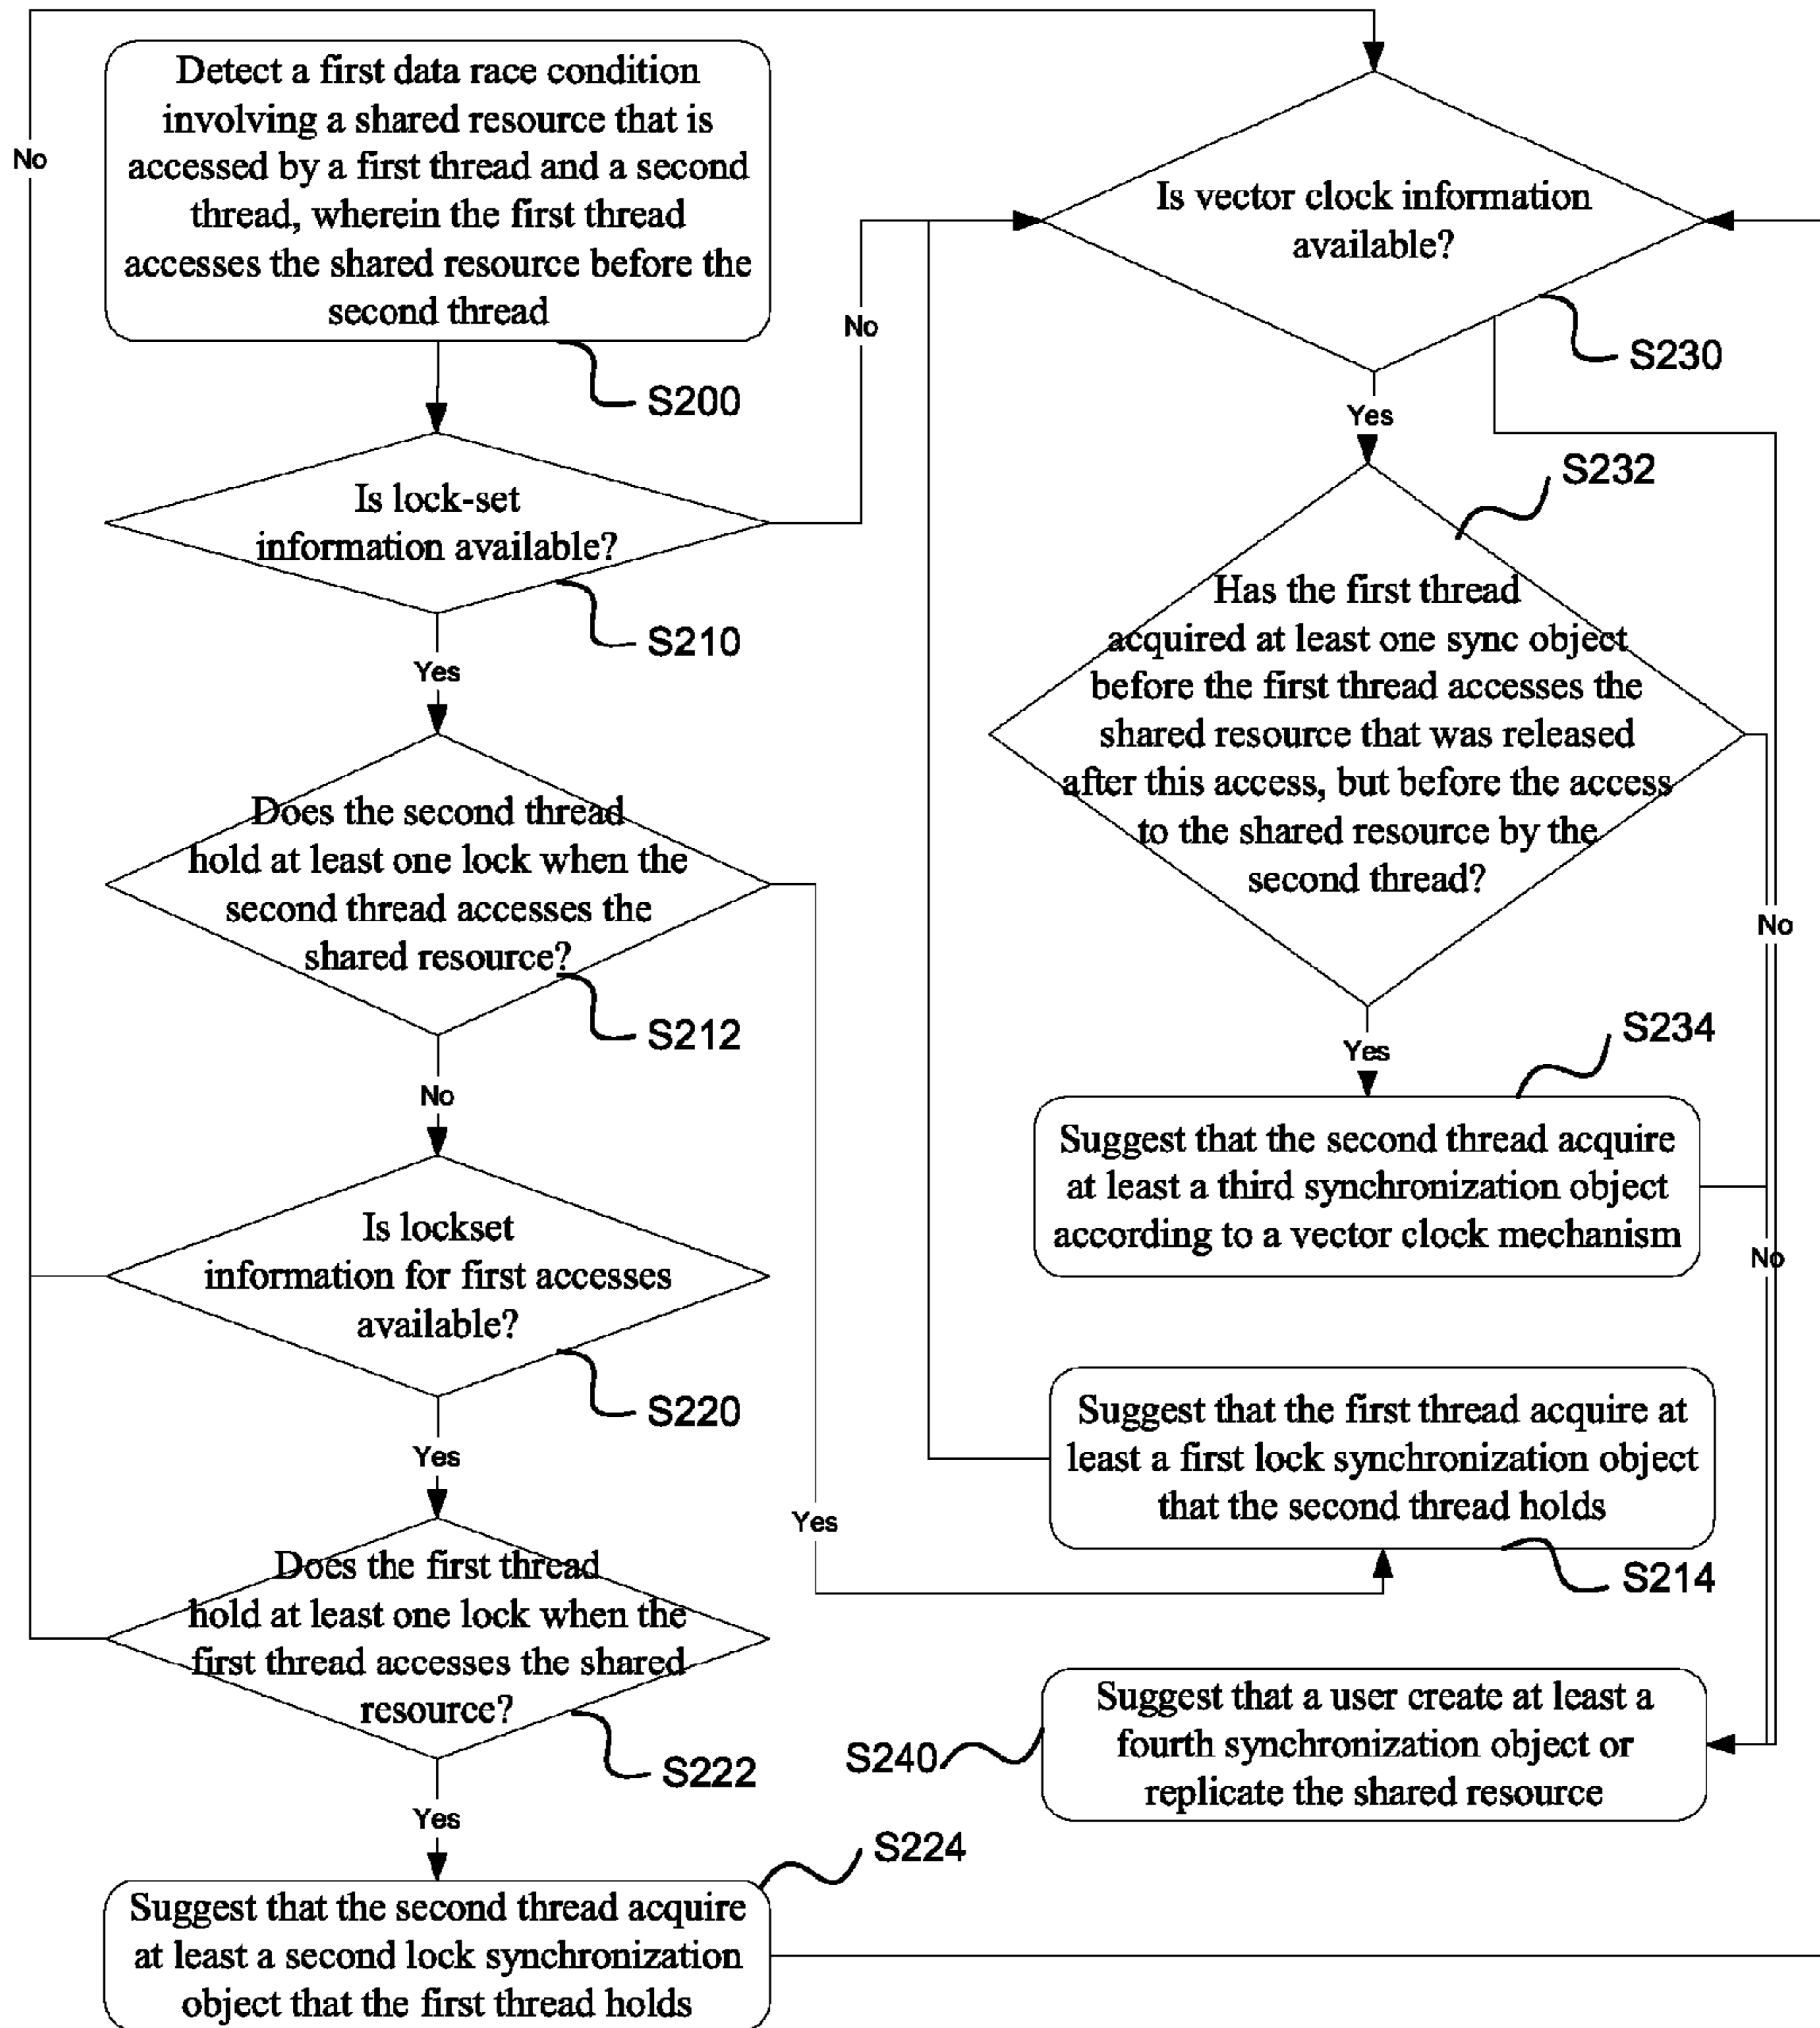 Detect a first data race condition
involving a shared resource that is
accessed by a first thread and a second
thread, wherein the first thread
accesses the shared resource before the
second thread
S200
No
Is lock-set
information available?
S210
No
Yes
Does the second thread
hold at least one lock when the
second thread accesses the
shared resource?
S212
No
Is lockset
information for first accesses
available?
S220
Yes
Does the first thread
hold at least one lock when the
first thread accesses the shared
resource?
S222
Yes
Suggest that the second thread acquire
at least a second lock synchronization
object that the first thread holds
S224
Is vector clock information
available?
S230
Yes
S232
Has the first thread
acquired at least one sync object
before the first thread accesses the
shared resource that was released
after this access, but before the access
to the shared resource by the
second thread?
No
Yes
S234
Suggest that the second thread acquire
at least a third synchronization object
according to a vector clock mechanism
No
Suggest that the first thread acquire at
least a first lock synchronization object
that the second thread holds
Yes
S214
Suggest that a user create at least a
fourth synchronization object or
replicate the shared resource
S240